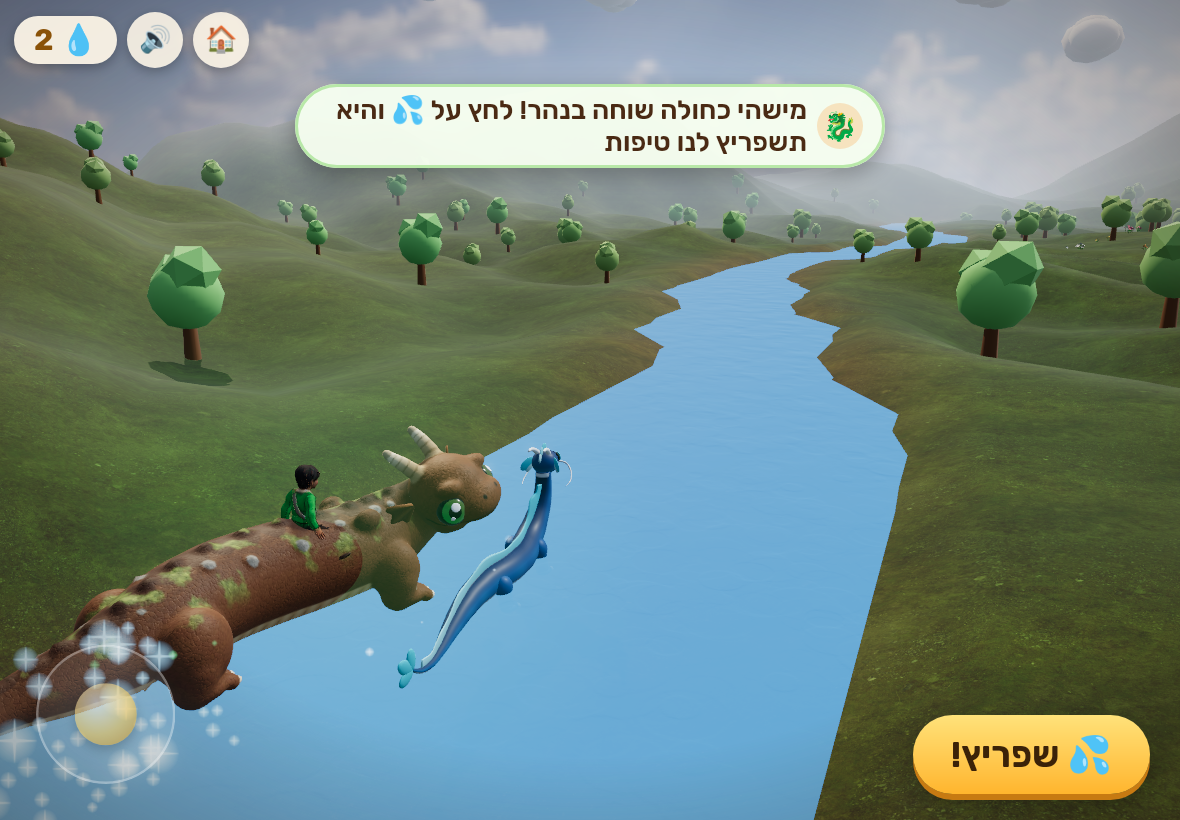 2
מישהי כחולה שוחה בנהר! לחץ על 💦 והיא
תשפריץ לנו טיפות
שפריץ!